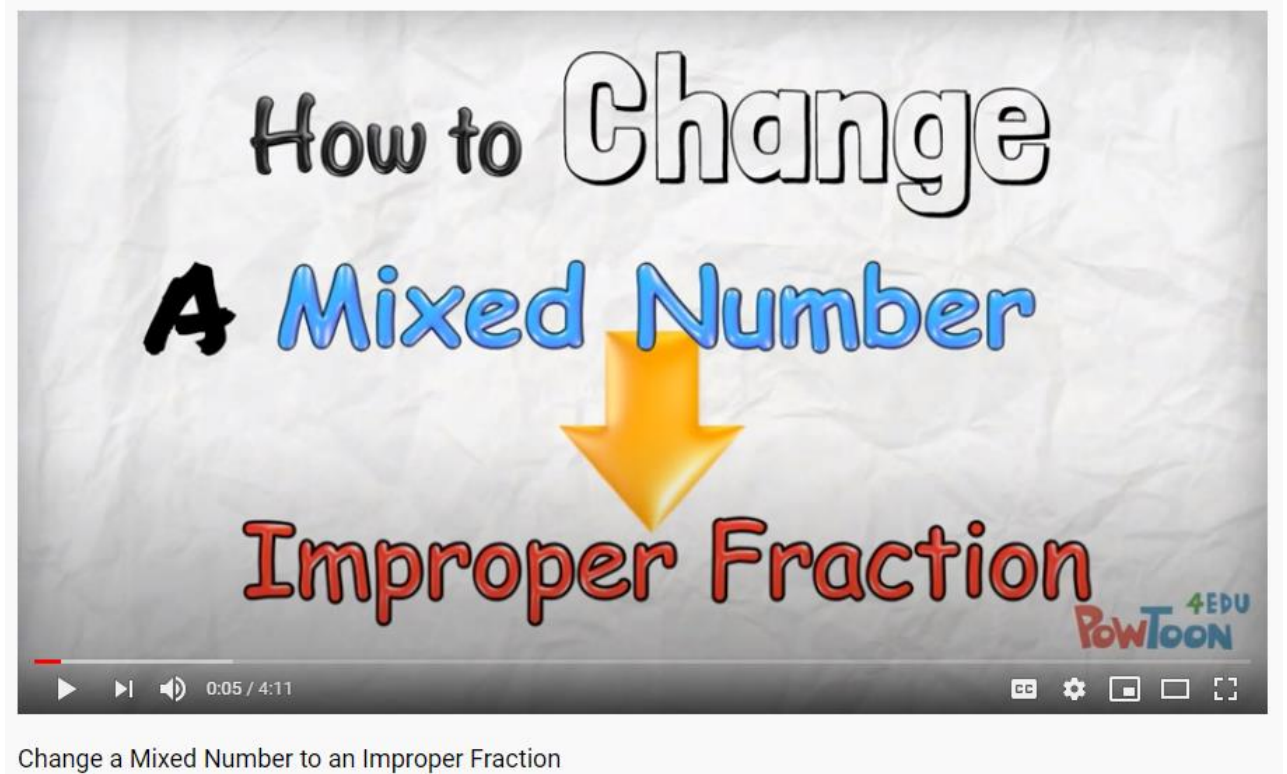 How to Change
A Mixed Number
Improper Fraction
4EDU
POWTOON
0:05 / 4:11
CC
Change a Mixed Number to an Improper Fraction